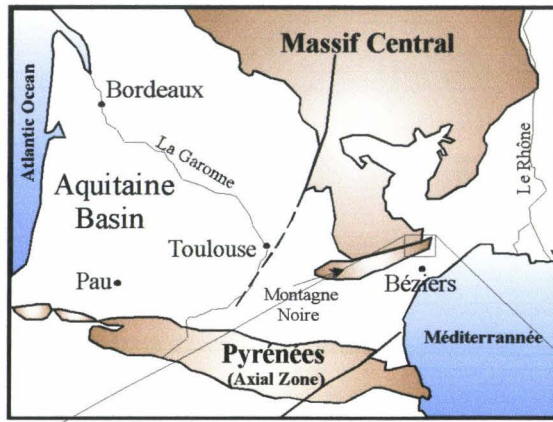 Massif Central
Bordeaux
Atlantic Ocean
La Garonne
Le Rhône
Aquitaine
Basin
Toulouse
Pau
Montagne
Noire
Béziers
Pyrénées
(Axial Zone)
Méditerrannée